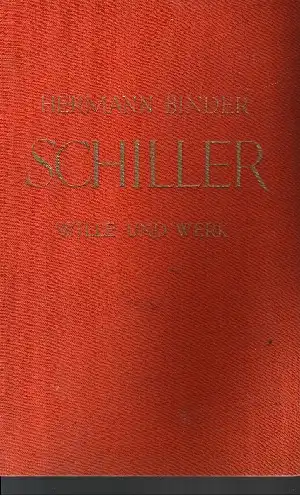 HERMANN BINDER
SCHILLER
WILLE UND WERK